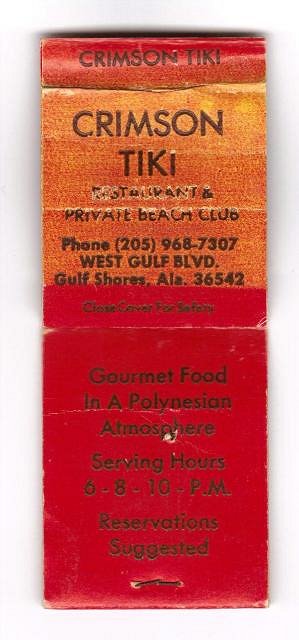 CRIMSON TIKI
CRIMSON
TIKI
RESTAURANT &
PRIVATE BEACH CLUB
Phone (205) 968-7307
WEST GULF BLVD.
Gulf Shores, Ala. 36542
Close Cover For Safety
Gourmet Food
In A Polynesian
Atmosphere
Serving Hours
6 - 8 - 10 - P.M.
Reservations
Suggested